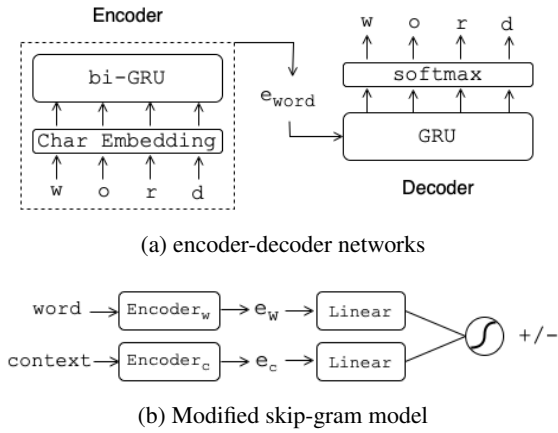 Encoder
w o r d
bi-GRU
softmax
e_word
Char Embedding
GRU
w o r d
Decoder
(a) encoder-decoder networks
word Encoder_w e_w Linear
+/-
context Encoder_c e_c Linear
(b) Modified skip-gram model